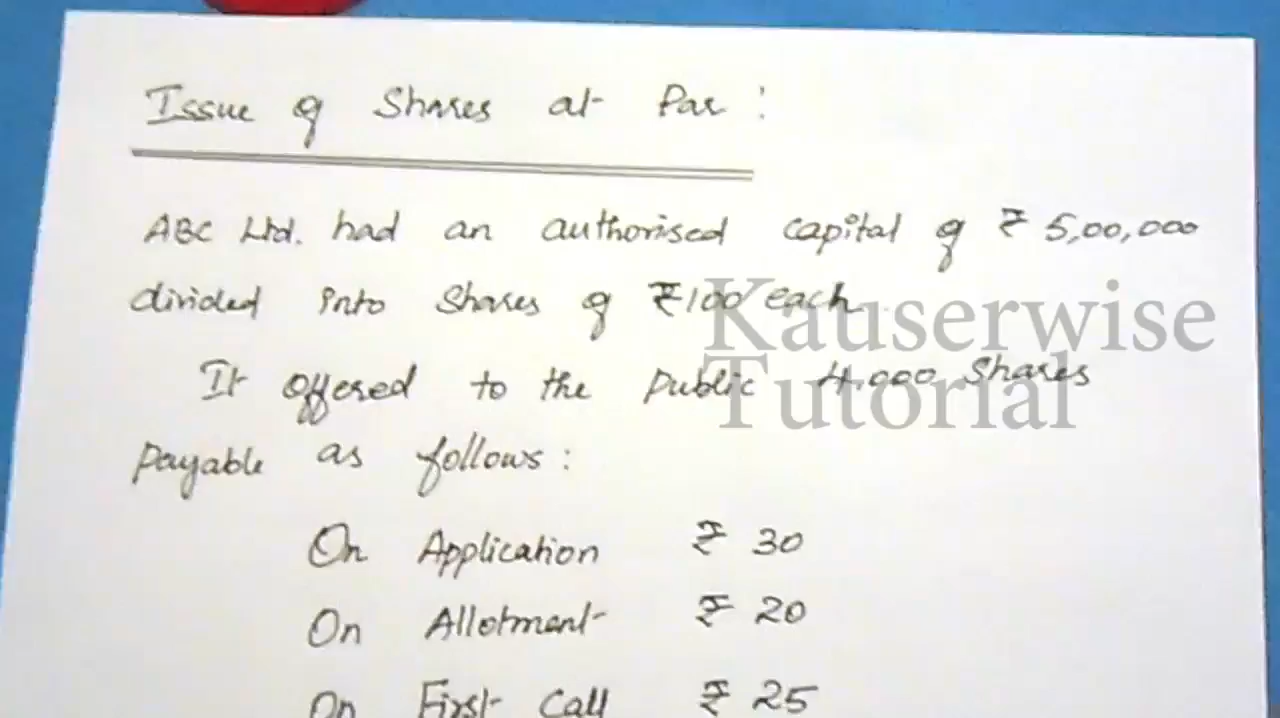 Issue of Shares at Par:
ABC Ltd. had an authorised capital of ₹ 5,00,000
divided into Shares of ₹100 each
Kauserwise
It offered to the Public 4000 Shares
Tutorial
Payable as follows:
On Application ₹ 30
On Allotment ₹ 20
On First Call ₹ 25